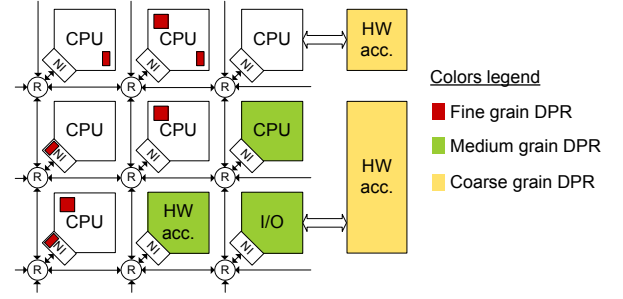 CPU
CPU
CPU
HW
acc.
NI
NI
NI
R
R
R
Colors legend
Fine grain DPR
Medium grain DPR
Coarse grain DPR
CPU
CPU
CPU
HW
acc.
NI
NI
NI
R
R
R
CPU
HW
acc.
I/O
NI
NI
NI
R
R
R